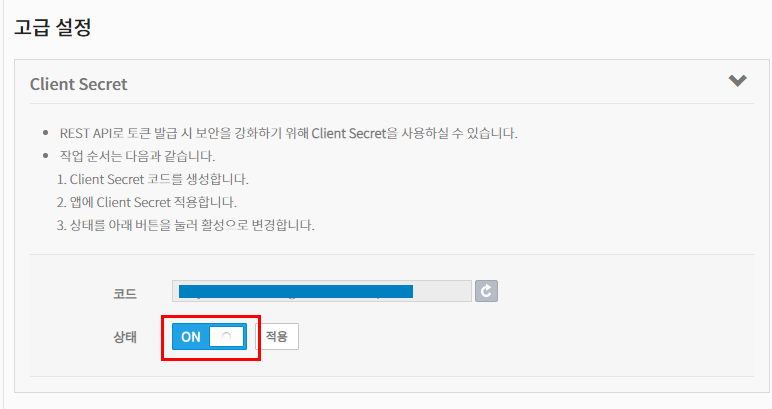 고급 설정
Client Secret
REST API로 토큰 발급 시 보안을 강화하기 위해 Client Secret을 사용하실 수 있습니다.
작업 순서는 다음과 같습니다.
1. Client Secret 코드를 생성합니다.
2. 앱에 Client Secret 적용합니다.
3. 상태를 아래 버튼을 눌러 활성으로 변경합니다.
코드
상태 ON 적용